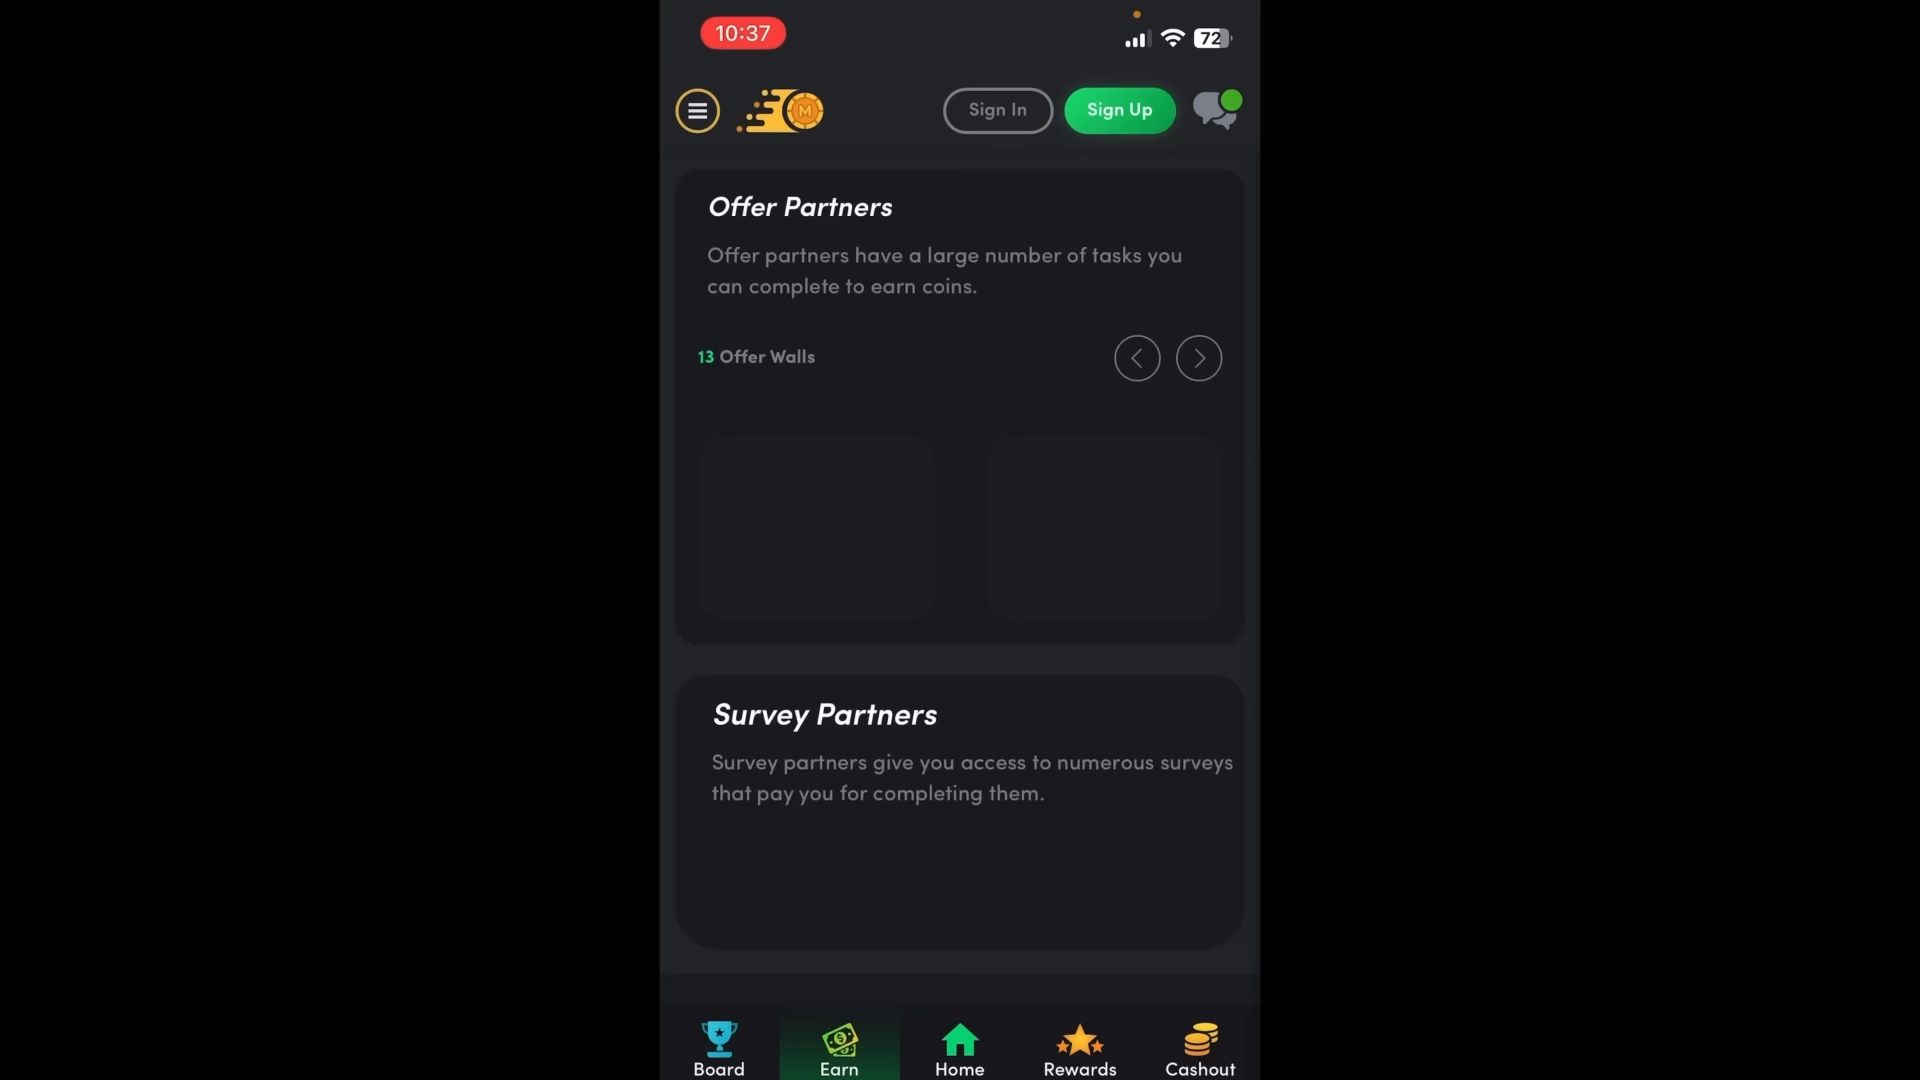 10:37
72
M
Sign In
Sign Up
Offer Partners
Offer partners have a large number of tasks you
can complete to earn coins.
13 Offer Walls
Survey Partners
Survey partners give you access to numerous surveys
that pay you for completing them.
Board
Earn
Home
Rewards
Cashout